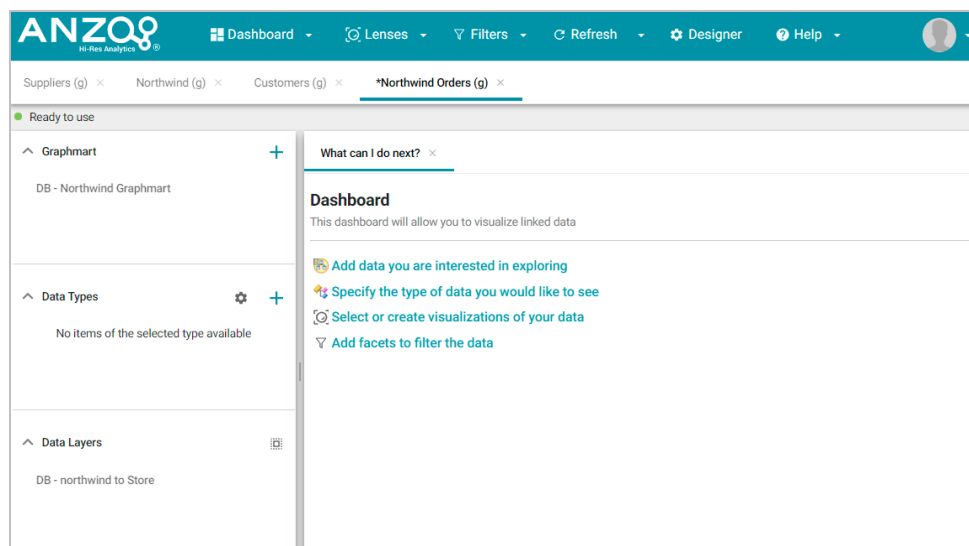 ANZO
Hi-Res Analytics
®
Dashboard
Lenses
Filters
Refresh
Designer
Help
Suppliers (g)
Northwind (g)
Customers (g)
*Northwind Orders (g)
Ready to use
Graphmart
DB - Northwind Graphmart
Data Types
No items of the selected type available
Data Layers
DB - northwind to Store
What can I do next?
Dashboard
This dashboard will allow you to visualize linked data
Add data you are interested in exploring
Specify the type of data you would like to see
Select or create visualizations of your data
Add facets to filter the data